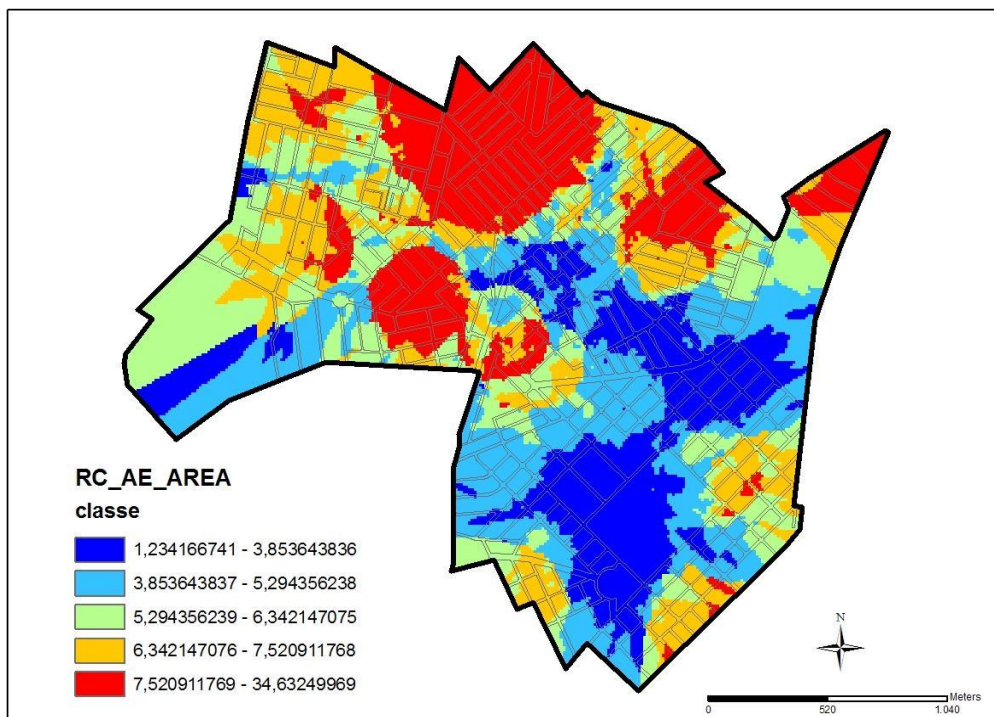 RC_AE_AREA
classe
1,234166741 - 3,853643836
3,853643837 - 5,294356238
5,294356239 - 6,342147075
6,342147076 - 7,520911768
7,520911769 - 34,63249969
N
Meters
0 520 1.040